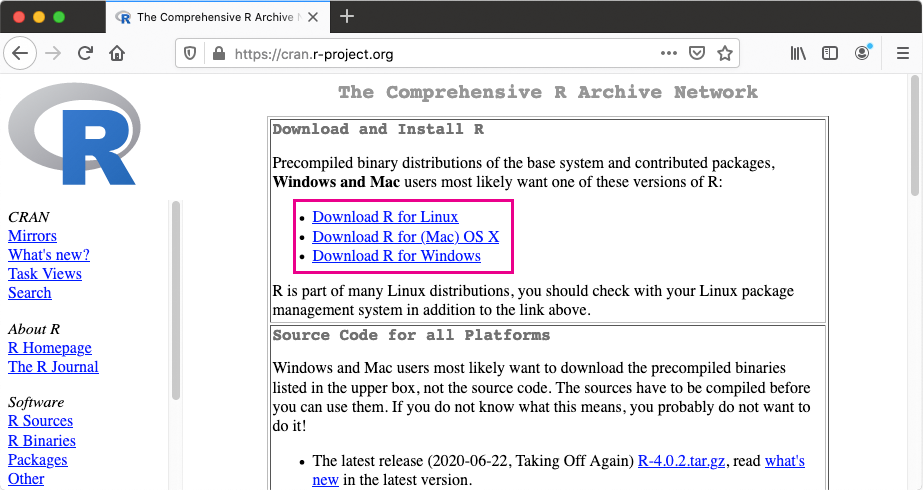 The Comprehensive R Archive N
https://cran.r-project.org
R
CRAN
Mirrors
What's new?
Task Views
Search
About R
R Homepage
The R Journal
Software
R Sources
R Binaries
Packages
Other
The Comprehensive R Archive Network
Download and Install R
Precompiled binary distributions of the base system and contributed packages,
Windows and Mac users most likely want one of these versions of R:
• Download R for Linux
• Download R for (Mac) OS X
• Download R for Windows
R is part of many Linux distributions, you should check with your Linux package
management system in addition to the link above.
Source Code for all Platforms
Windows and Mac users most likely want to download the precompiled binaries
listed in the upper box, not the source code. The sources have to be compiled before
you can use them. If you do not know what this means, you probably do not want to
do it!
• The latest release (2020-06-22, Taking Off Again) R-4.0.2.tar.gz, read what's
new in the latest version.